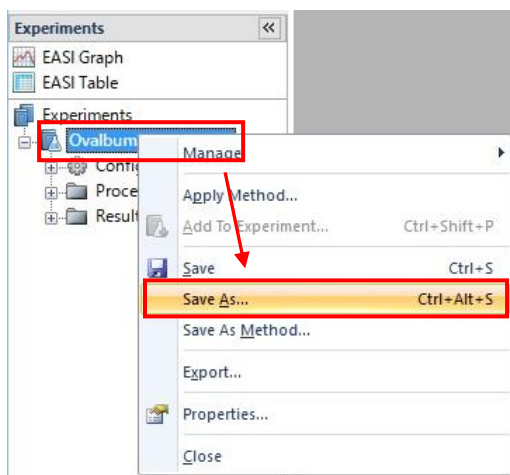 Experiments «
EASI Graph
EASI Table
Experiments
Ovalbum
Manage
Apply Method...
Add To Experiment... Ctrl+Shift+P
Save Ctrl+S
Save As... Ctrl+Alt+S
Save As Method...
Export...
Properties...
Close